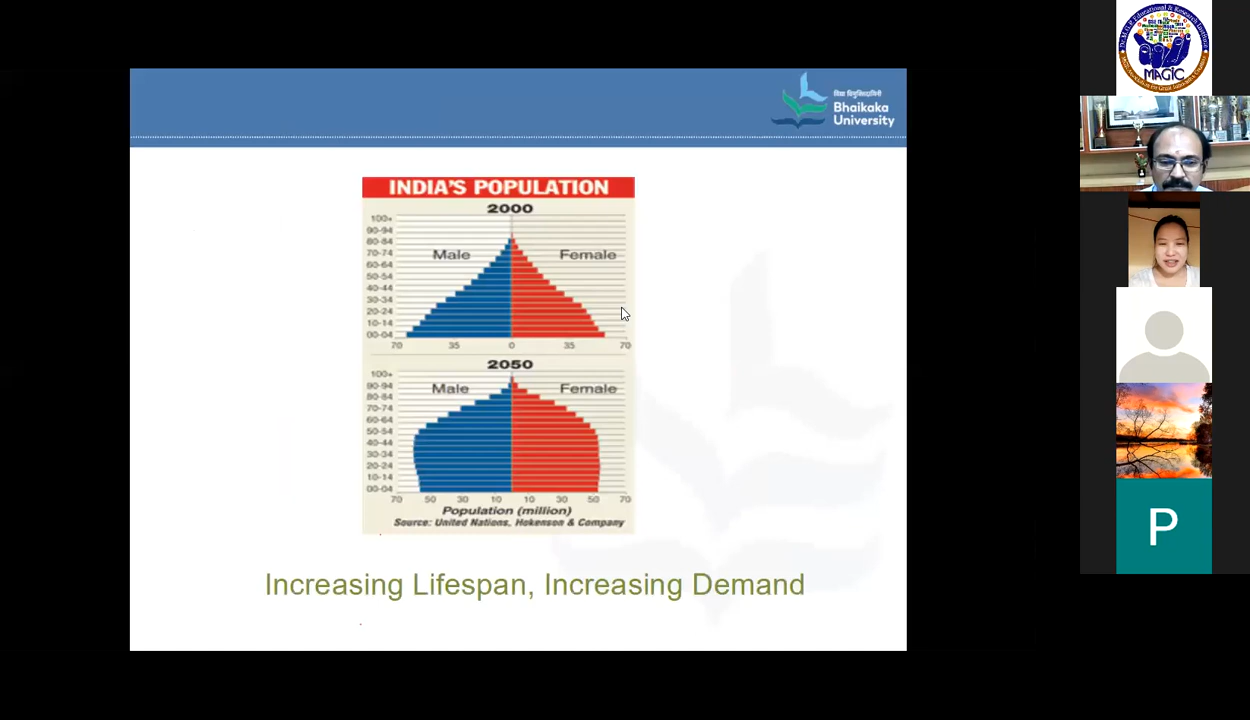 Bhaikaka
University
INDIA'S POPULATION
2000
100+
90-94
80-84
70-74
60-64
50-54
40-44
30-34
20-24
10-14
00-04
Male
Female
70 35 0 35 70
2050
100+
90-94
80-84
70-74
60-64
50-54
40-44
30-34
20-24
10-14
00-04
Male
Female
70 50 30 10 10 30 50 70
Population (million)
Source: United Nations, Hokenson & Company
Increasing Lifespan, Increasing Demand
MAGIC
P